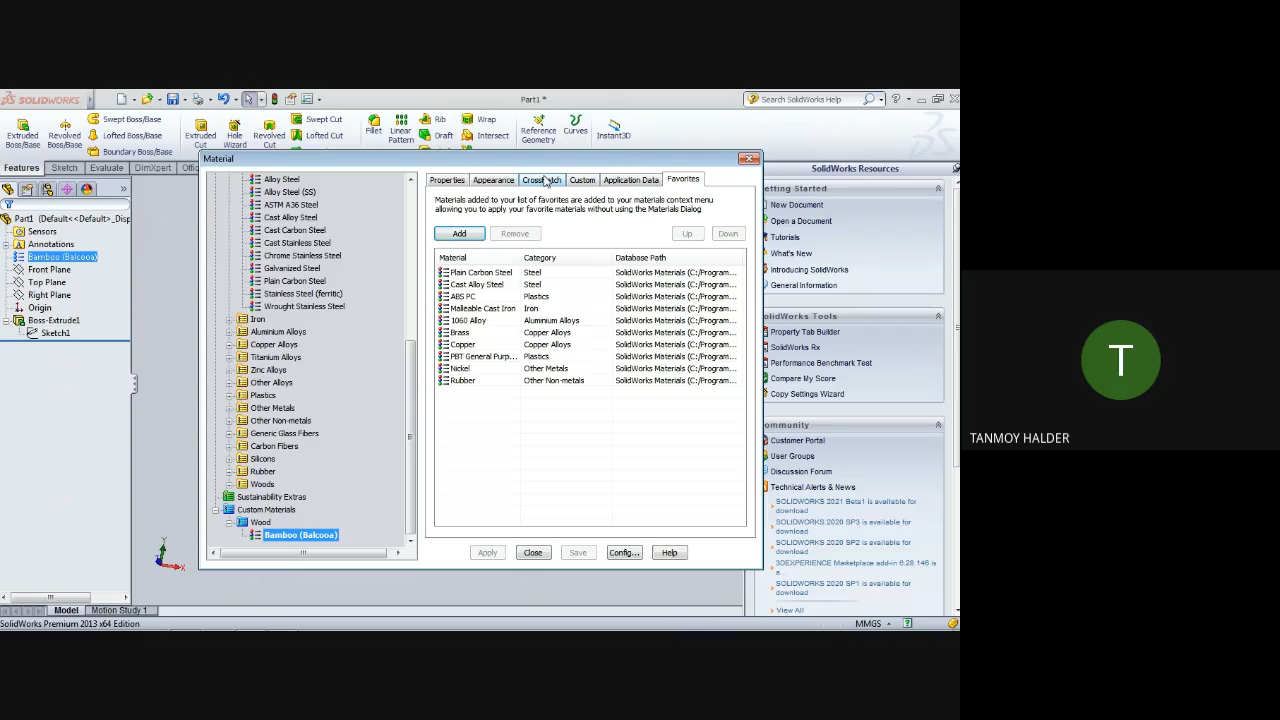 SOLIDWORKS
Part1 *
Search SolidWorks Help
Extruded Boss/Base
Revolved Boss/Base
Swept Boss/Base
Lofted Boss/Base
Boundary Boss/Base
Extruded Cut
Hole Wizard
Revolved Cut
Swept Cut
Lofted Cut
Fillet
Linear Pattern
Rib
Draft
Wrap
Intersect
Reference Geometry
Curves
Instant3D
Features
Sketch
Evaluate
DimXpert
Offic
Part1 (Default<<Default>_Disp
Sensors
Annotations
Bamboo (Balcooa)
Front Plane
Top Plane
Right Plane
Origin
Boss-Extrude1
Sketch1
Material
Alloy Steel
Alloy Steel (SS)
ASTM A36 Steel
Cast Alloy Steel
Cast Carbon Steel
Cast Stainless Steel
Chrome Stainless Steel
Galvanized Steel
Plain Carbon Steel
Stainless Steel (ferritic)
Wrought Stainless Steel
Iron
Aluminium Alloys
Copper Alloys
Titanium Alloys
Zinc Alloys
Other Alloys
Plastics
Other Metals
Other Non-metals
Generic Glass Fibers
Carbon Fibers
Silicons
Rubber
Woods
Sustainability Extras
Custom Materials
Wood
Bamboo (Balcooa)
Properties Appearance Crosshatch Custom Application Data Favorites
Materials added to your list of favorites are added to your materials context menu
allowing you to apply your favorite materials without using the Materials Dialog
Add Remove Up Down
Material Category Database Path
Plain Carbon Steel Steel SolidWorks Materials (C:/Program...
Cast Alloy Steel Steel SolidWorks Materials (C:/Program...
ABS PC Plastics SolidWorks Materials (C:/Program...
Malleable Cast Iron Iron SolidWorks Materials (C:/Program...
1060 Alloy Aluminium Alloys SolidWorks Materials (C:/Program...
Brass Copper Alloys SolidWorks Materials (C:/Program...
Copper Copper Alloys SolidWorks Materials (C:/Program...
PBT General Purp... Plastics SolidWorks Materials (C:/Program...
Nickel Other Metals SolidWorks Materials (C:/Program...
Rubber Other Non-metals SolidWorks Materials (C:/Program...
Apply Close Save Config... Help
SolidWorks Resources
etting Started
New Document
Open a Document
Tutorials
What's New
Introducing SolidWorks
General Information
olidWorks Tools
Property Tab Builder
SolidWorks Rx
Performance Benchmark Test
Compare My Score
Copy Settings Wizard
ommunity
Customer Portal
User Groups
Discussion Forum
Technical Alerts & News
SOLIDWORKS 2021 Beta1 is available for
download
SOLIDWORKS 2020 SP3 is available for
download
SOLIDWORKS 2020 SP2 is available for
download
3DEXPERIENCE Marketplace add-in 6.28.146 is
a...
SOLIDWORKS 2020 SP1 is available for
download
View All
Model Motion Study 1
SolidWorks Premium 2013 x64 Edition
MMGS
T
TANMOY HALDER